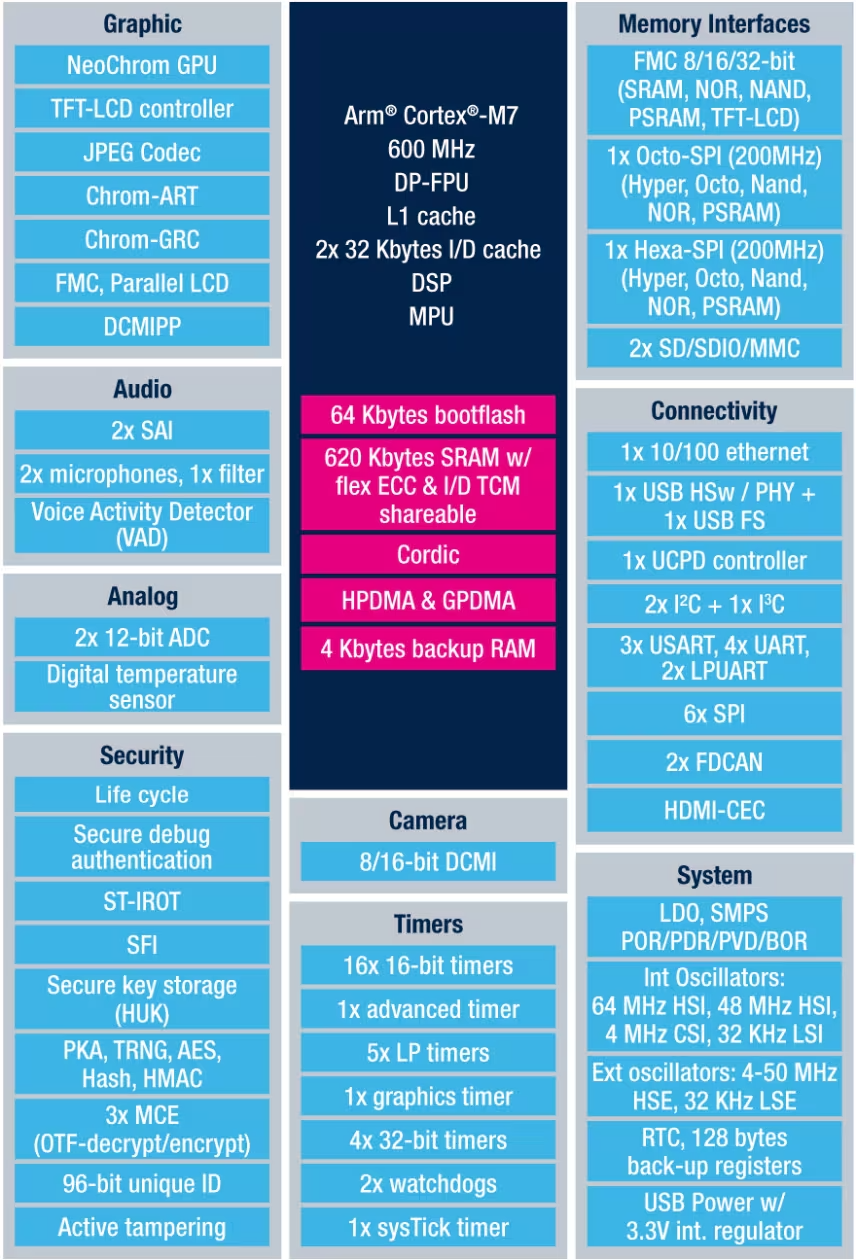 Graphic
NeoChrom GPU
TFT-LCD controller
JPEG Codec
Chrom-ART
Chrom-GRC
FMC, Parallel LCD
DCMIPP
Audio
2x SAI
2x microphones, 1x filter
Voice Activity Detector
(VAD)
Analog
2x 12-bit ADC
Digital temperature
sensor
Security
Life cycle
Secure debug
authentication
ST-IROT
SFI
Secure key storage
(HUK)
PKA, TRNG, AES,
Hash, HMAC
3x MCE
(OTF-decrypt/encrypt)
96-bit unique ID
Active tampering
Arm® Cortex®-M7
600 MHz
DP-FPU
L1 cache
2x 32 Kbytes I/D cache
DSP
MPU
64 Kbytes bootflash
620 Kbytes SRAM w/
flex ECC & I/D TCM
shareable
Cordic
HPDMA & GPDMA
4 Kbytes backup RAM
Camera
8/16-bit DCMI
Timers
16x 16-bit timers
1x advanced timer
5x LP timers
1x graphics timer
4x 32-bit timers
2x watchdogs
1x sysTick timer
Memory Interfaces
FMC 8/16/32-bit
(SRAM, NOR, NAND,
PSRAM, TFT-LCD)
1x Octo-SPI (200MHz)
(Hyper, Octo, Nand,
NOR, PSRAM)
1x Hexa-SPI (200MHz)
(Hyper, Octo, Nand,
NOR, PSRAM)
2x SD/SDIO/MMC
Connectivity
1x 10/100 ethernet
1x USB HSw / PHY +
1x USB FS
1x UCPD controller
2x I²C + 1x I³C
3x USART, 4x UART,
2x LPUART
6x SPI
2x FDCAN
HDMI-CEC
System
LDO, SMPS
POR/PDR/PVD/BOR
Int Oscillators:
64 MHz HSI, 48 MHz HSI,
4 MHz CSI, 32 KHz LSI
Ext oscillators: 4-50 MHz
HSE, 32 KHz LSE
RTC, 128 bytes
back-up registers
USB Power w/
3.3V int. regulator